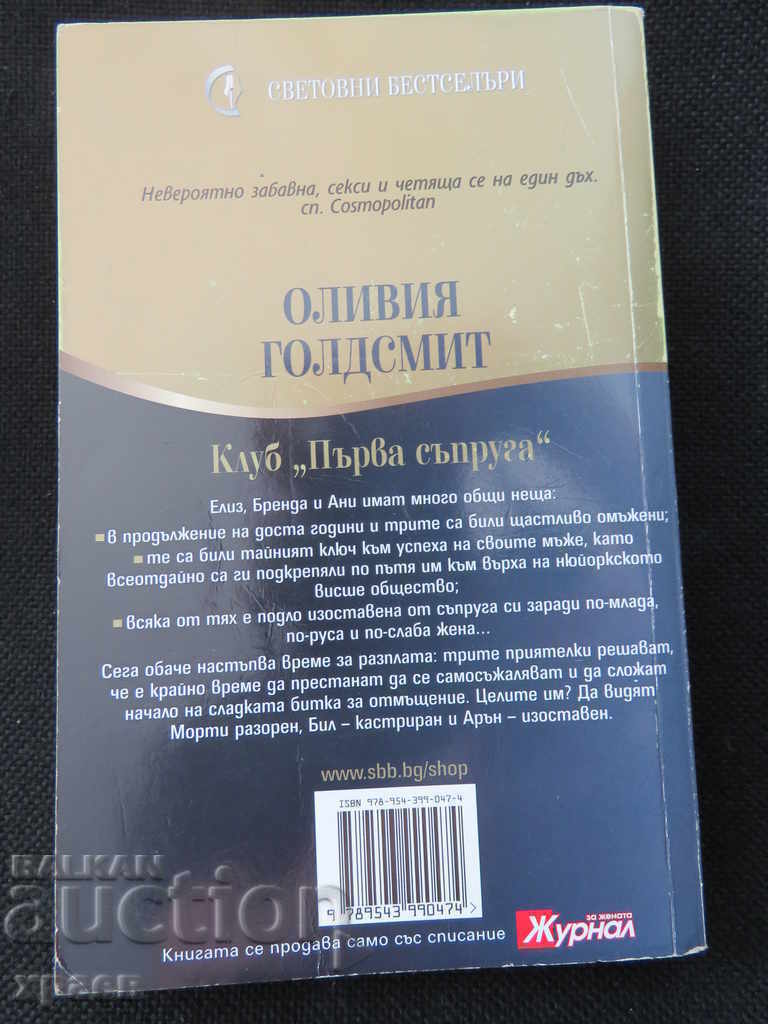 СВЕТОВНИ БЕСТСЕЛЪРИ
Невероятно забавна, секси и четяща се на един дъх.
сп. Cosmopolitan
ОЛИВИЯ
ГОЛДСМИТ
Клуб „Първа съпруга“
Елиз, Бренда и Ани имат много общи неща:
в продължение на доста години и трите са били щастливо омъжени;
те са били тайният ключ към успеха на своите мъже, като
всеотдайно са ги подкрепяли по пътя им към върха на нюйоркското
висше общество;
всяка от тях е подло изоставена от съпруга си заради по-млада,
по-руса и по-слаба жена...
Сега обаче настъпва време за разплата: трите приятелки решават,
че е крайно време да престанат да се самосъжаляват и да сложат
начало на сладката битка за отмъщение. Целите им? Да видят
Морти разорен, Бил – кастриран и Арън – изоставен.
www.sbb.bg/shop
ISBN 978-954-399-047-4
9 789543 990474
Книгата се продава само със списание
за жената
Журнал
БАЛКАН
auction
храсв